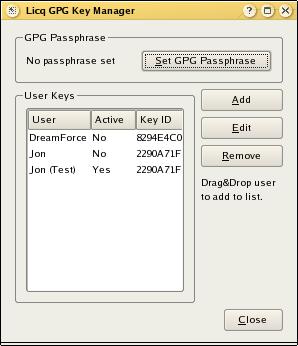 Licq GPG Key Manager
GPG Passphrase
No passphrase set
Set GPG Passphrase
User Keys
User Active Key ID
DreamForce No 8294E4C0
Jon No 2290A71F
Jon (Test) Yes 2290A71F
Add
Edit
Remove
Drag&Drop user
to add to list.
Close